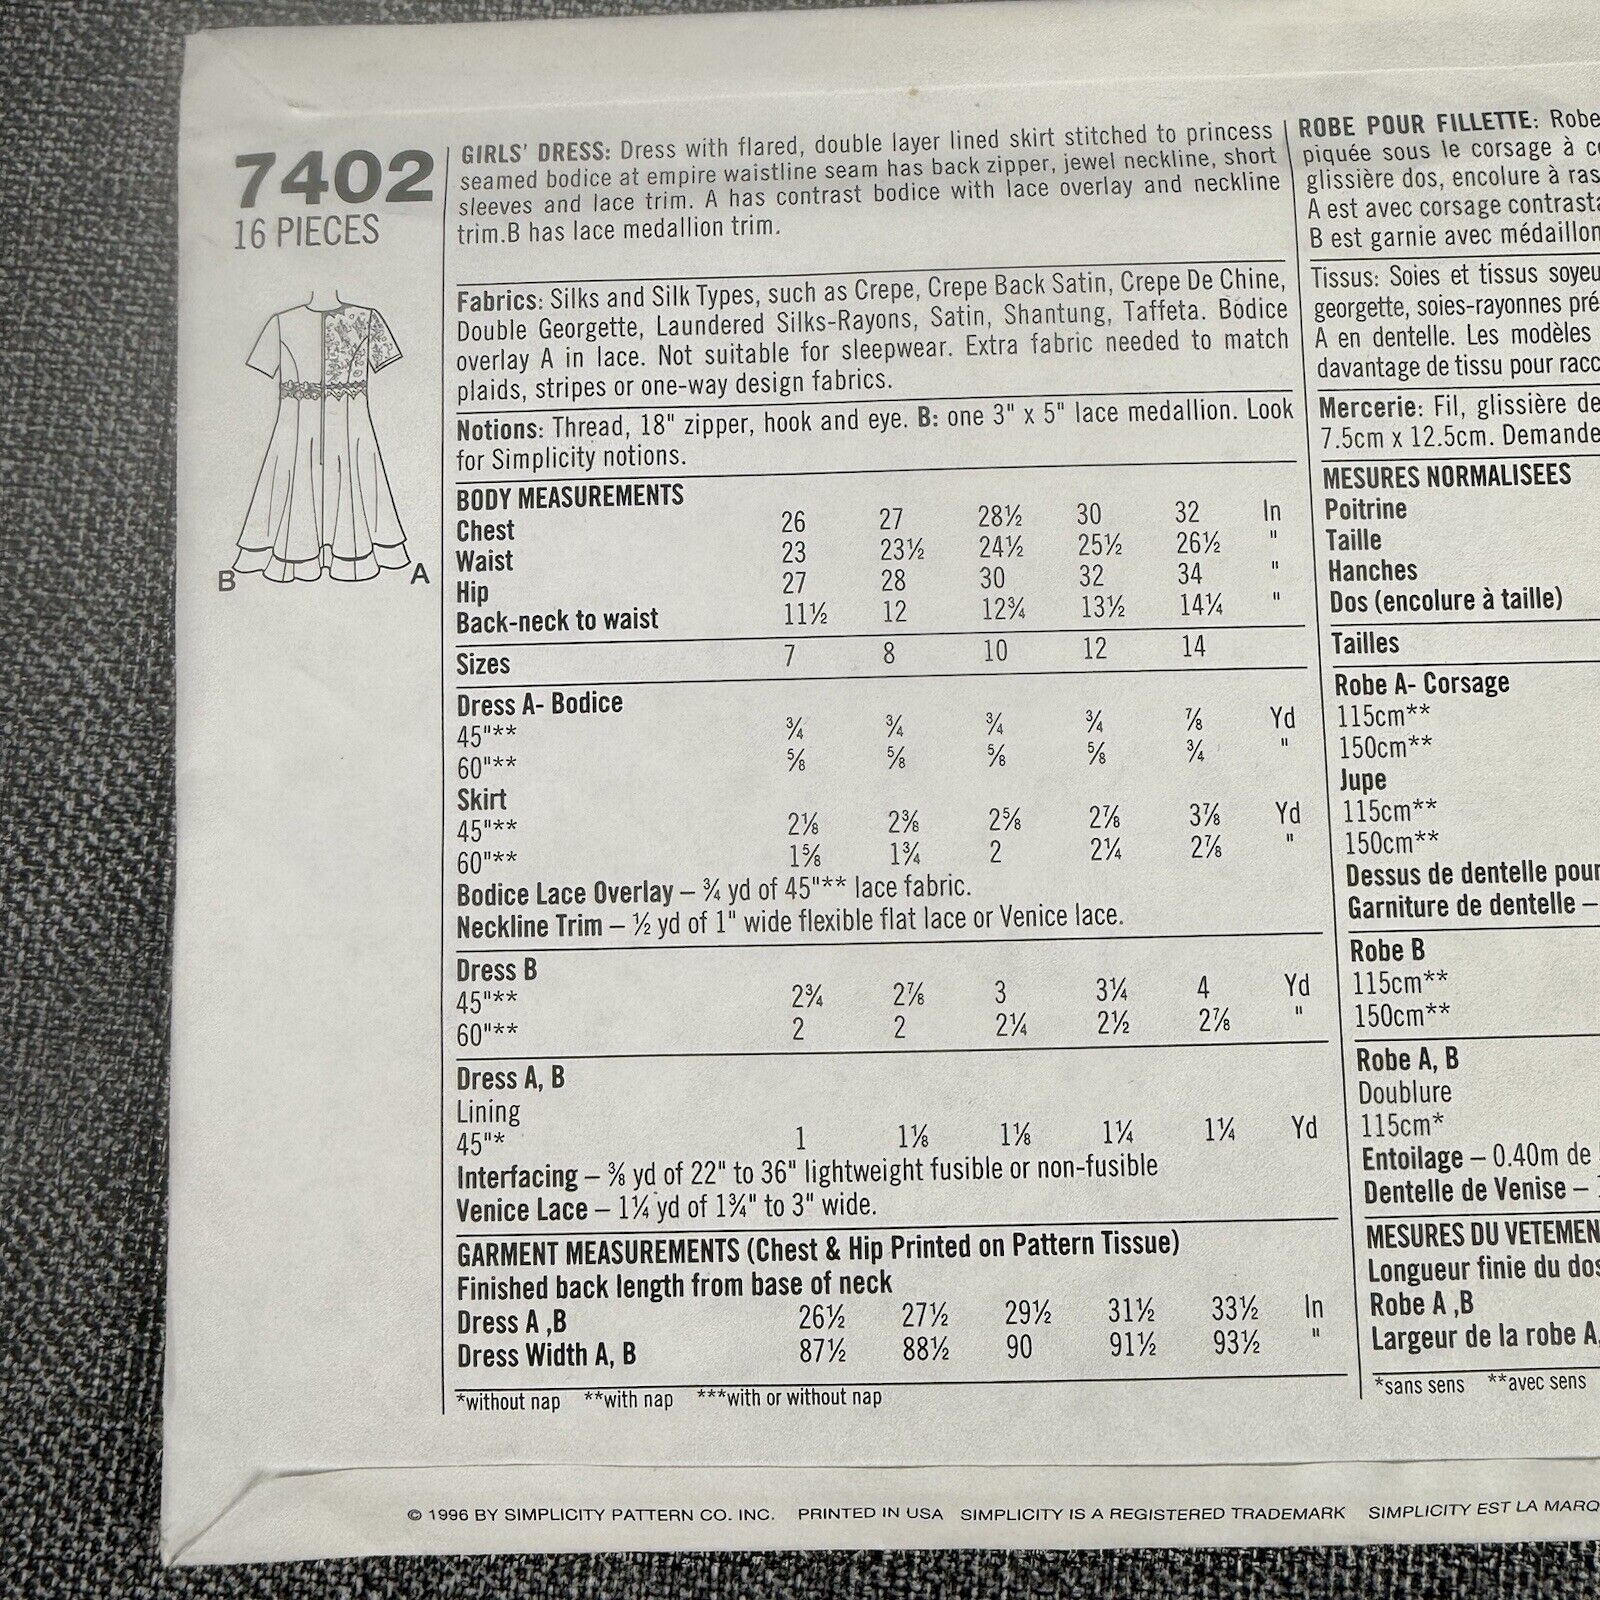 7402
16 PIECES
B
A
GIRLS' DRESS: Dress with flared, double layer lined skirt stitched to princess
seamed bodice at empire waistline seam has back zipper, jewel neckline, short
sleeves and lace trim. A has contrast bodice with lace overlay and neckline
trim.B has lace medallion trim.
Fabrics: Silks and Silk Types, such as Crepe, Crepe Back Satin, Crepe De Chine,
Double Georgette, Laundered Silks-Rayons, Satin, Shantung, Taffeta. Bodice
overlay A in lace. Not suitable for sleepwear. Extra fabric needed to match
plaids, stripes or one-way design fabrics.
Notions: Thread, 18" zipper, hook and eye. B: one 3" x 5" lace medallion. Look
for Simplicity notions.
BODY MEASUREMENTS
Chest 26 27 28½ 30 32 In
Waist 23 23½ 24½ 25½ 26½ "
Hip 27 28 30 32 34 "
Back-neck to waist 11½ 12 12¾ 13½ 14¼ "
Sizes 7 8 10 12 14
Dress A- Bodice
45"** ¾ ¾ ¾ ¾ ⅞ Yd
60"** ⅝ ⅝ ⅝ ⅝ ¾ "
Skirt
45"** 2⅛ 2⅜ 2⅝ 2⅞ 3⅞ Yd
60"** 1⅝ 1¾ 2 2¼ 2⅞ "
Bodice Lace Overlay – ¾ yd of 45"** lace fabric.
Neckline Trim – ½ yd of 1" wide flexible flat lace or Venice lace.
Dress B
45"** 2¾ 2⅞ 3 3¼ 4 Yd
60"** 2 2 2¼ 2½ 2⅞ "
Dress A, B
Lining
45"* 1 1⅛ 1⅛ 1¼ 1¼ Yd
Interfacing – ⅜ yd of 22" to 36" lightweight fusible or non-fusible
Venice Lace – 1¼ yd of 1¾" to 3" wide.
GARMENT MEASUREMENTS (Chest & Hip Printed on Pattern Tissue)
Finished back length from base of neck
Dress A ,B 26½ 27½ 29½ 31½ 33½ In
Dress Width A, B 87½ 88½ 90 91½ 93½ "
*without nap **with nap ***with or without nap
ROBE POUR FILLETTE: Robe
piquée sous le corsage à
glissière dos, encolure à ras
A est avec corsage
B est garnie avec médaillon
Tissus: Soies et tissus
georgette, soies-rayonnes
A en dentelle. Les modèles
davantage de tissu pour
Mercerie: Fil, glissière de
7.5cm x 12.5cm. Demande
MESURES NORMALISEES
Poitrine
Taille
Hanches
Dos (encolure à taille)
Tailles
Robe A- Corsage
115cm**
150cm**
Jupe
115cm**
150cm**
Dessus de dentelle pour
Garniture de dentelle –
Robe B
115cm**
150cm**
Robe A, B
Doublure
115cm*
Entoilage – 0.40m de
Dentelle de Venise –
MESURES DU VETEMEN
Longueur finie du dos
Robe A ,B
Largeur de la robe A,
*sans sens **avec sens
© 1996 BY SIMPLICITY PATTERN CO. INC. PRINTED IN USA SIMPLICITY IS A REGISTERED TRADEMARK SIMPLICITY EST LA MARQ